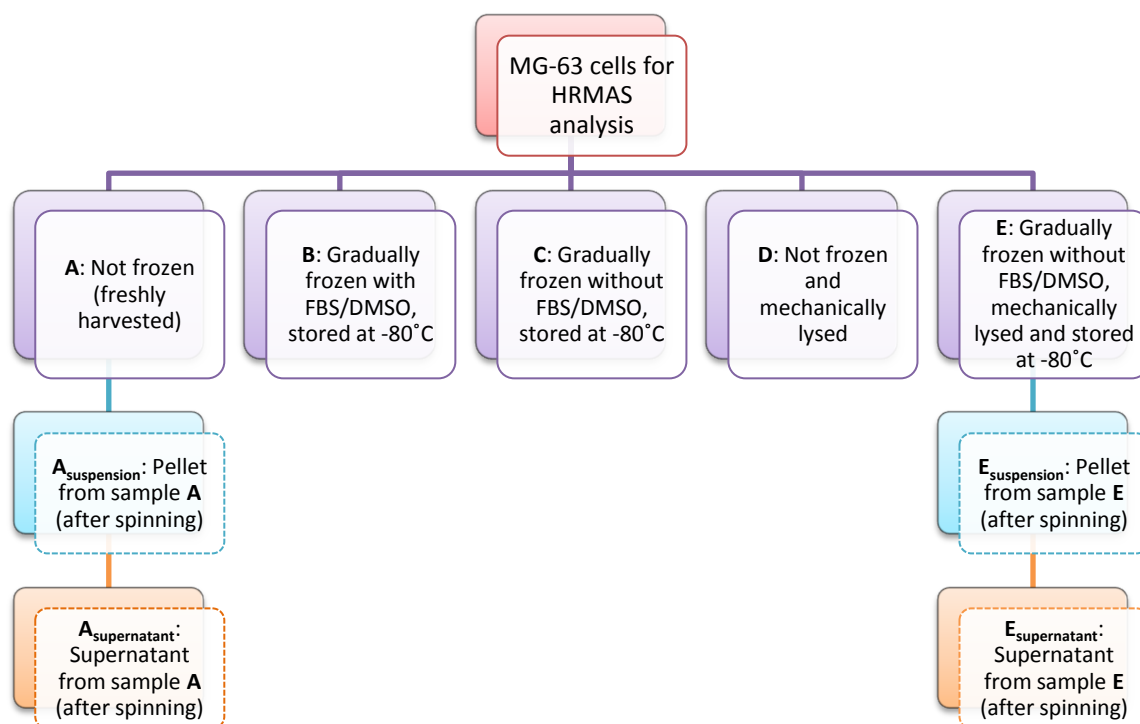 MG-63 cells for
HRMAS
analysis
A: Not frozen
(freshly
harvested)
B: Gradually
frozen with
FBS/DMSO,
stored at -80˚C
C: Gradually
frozen without
FBS/DMSO,
stored at -80˚C
D: Not frozen
and
mechanically
lysed
E: Gradually
frozen without
FBS/DMSO,
mechanically
lysed and stored
at -80˚C
Asuspension: Pellet
from sample A
(after spinning)
Esuspension: Pellet
from sample E
(after spinning)
Asupernatant:
Supernatant
from sample A
(after spinning)
Esupernatant:
Supernatant
from sample E
(after spinning)